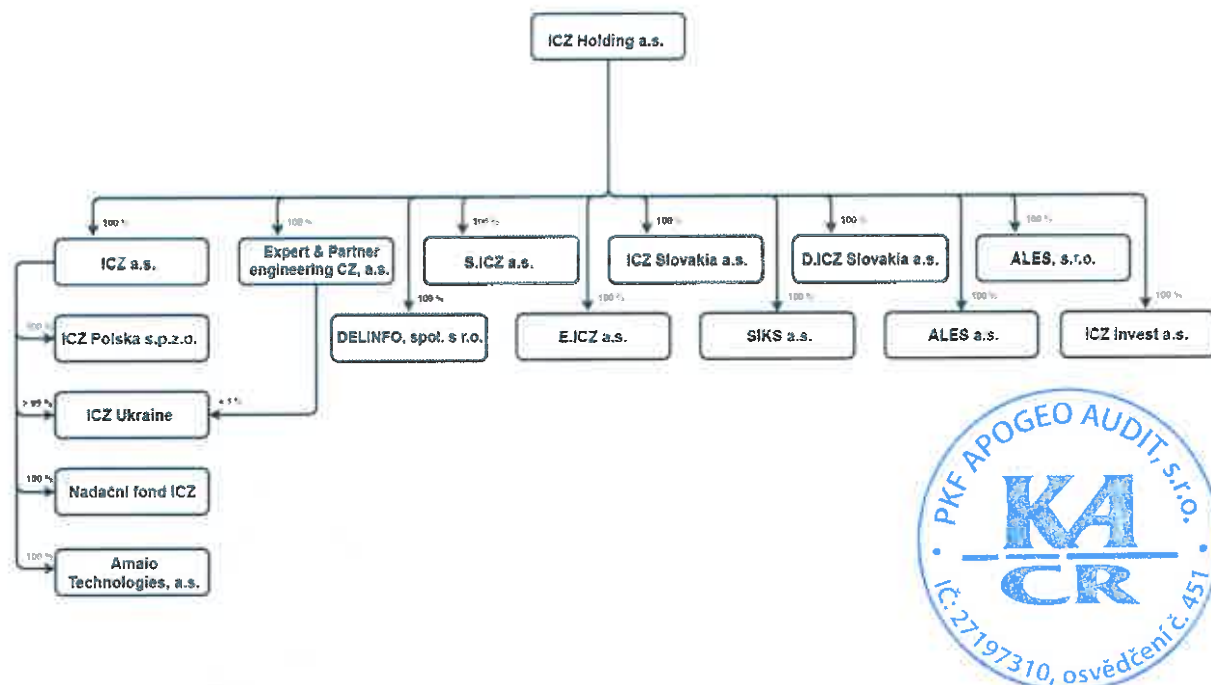 ICZ Holding a.s.
100 %
100 %
100 %
100 %
100 %
100 %
ICZ a.s.
Expert & Partner
engineering CZ, a.s.
S.ICZ a.s.
ICZ Slovakia a.s.
D.ICZ Slovakia a.s.
ALES, s.r.o.
100 %
100 %
100 %
100 %
100 %
DELINFO, spol. s r.o.
E.ICZ a.s.
SIKS a.s.
ALES a.s.
ICZ Invest a.s.
100 %
ICZ Polska s.p.z.o.
> 99 %
ICZ Ukraine
< 1 %
100 %
Nadační fond ICZ
100 %
Amaio
Technologies, a.s.
PKF APOGEO AUDIT, s.r.o.
KA
CR
IČ: 27197310, osvědčení č. 451